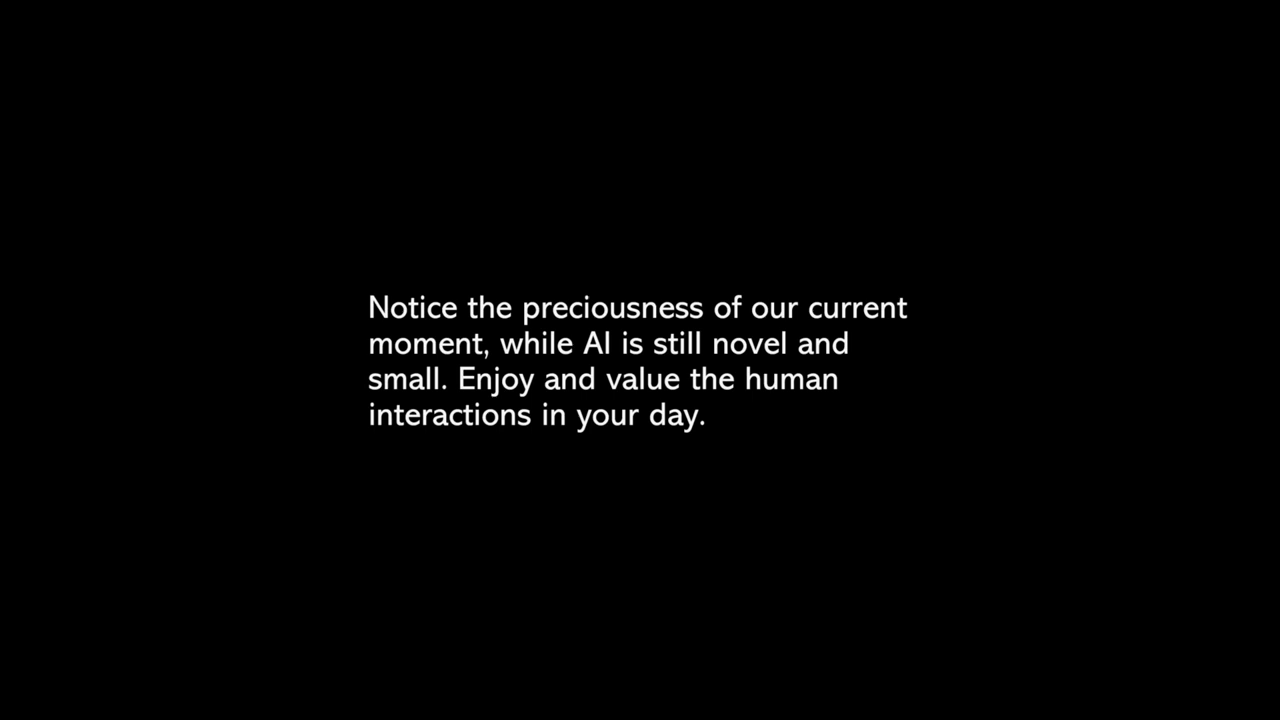 Notice the preciousness of our current
moment, while AI is still novel and
small. Enjoy and value the human
interactions in your day.